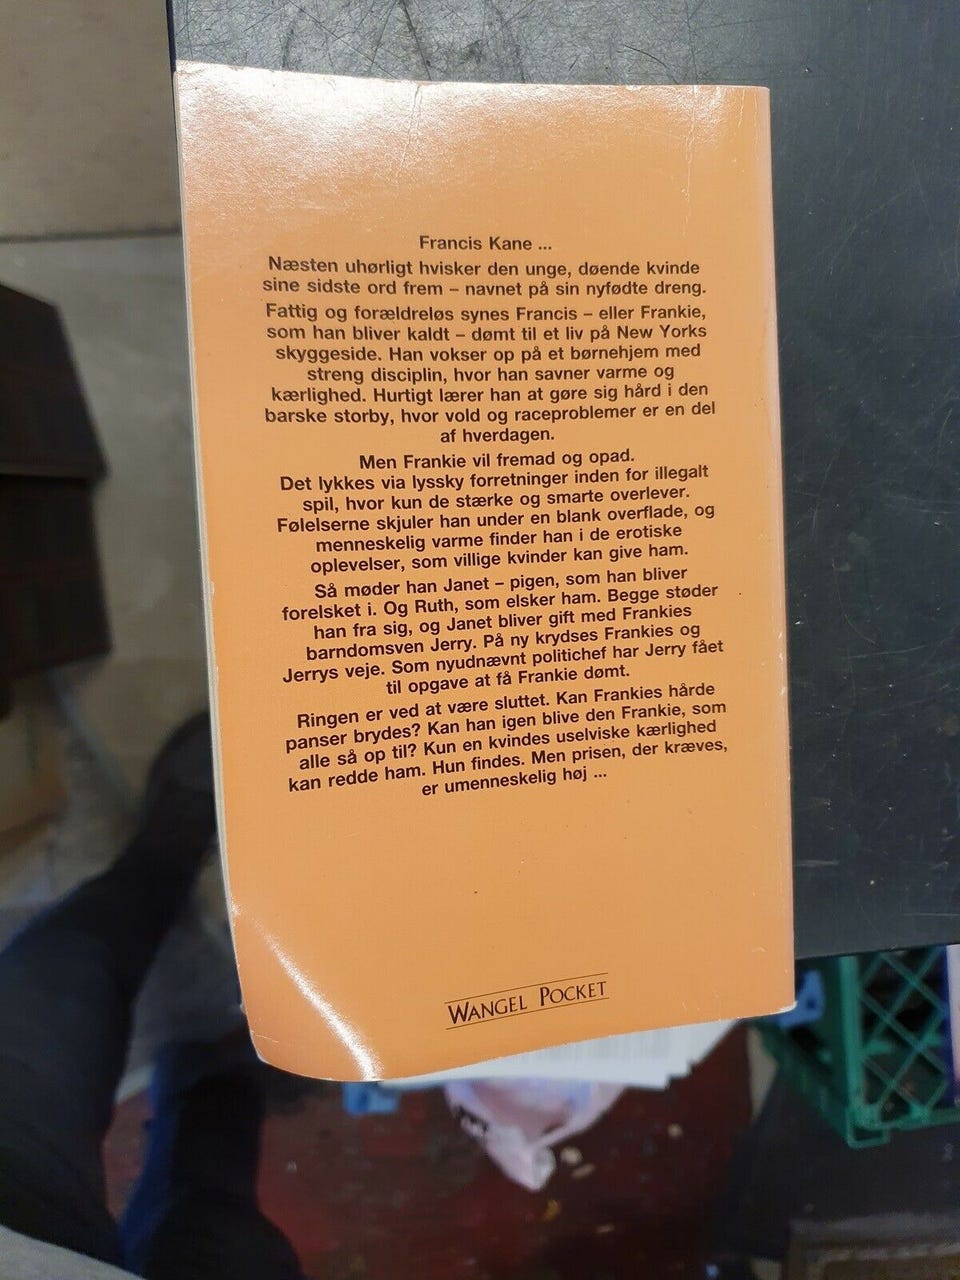 Francis Kane ...
Næsten uhørligt hvisker den unge, døende kvinde
sine sidste ord frem – navnet på sin nyfødte dreng.
Fattig og forældreløs synes Francis – eller Frankie,
som han bliver kaldt – dømt til et liv på New Yorks
skyggeside. Han vokser op på et børnehjem med
streng disciplin, hvor han savner varme og
kærlighed. Hurtigt lærer han at gøre sig hård i den
barske storby, hvor vold og raceproblemer er en del
af hverdagen.
Men Frankie vil fremad og opad.
Det lykkes via lyssky forretninger inden for illegalt
spil, hvor kun de stærke og smarte overlever.
Følelserne skjuler han under en blank overflade, og
menneskelig varme finder han i de erotiske
oplevelser, som villige kvinder kan give ham.
Så møder han Janet – pigen, som han bliver
forelsket i. Og Ruth, som elsker ham. Begge støder
han fra sig, og Janet bliver gift med Frankies
barndomsven Jerry. På ny krydses Frankies og
Jerrys veje. Som nyudnævnt politichef har Jerry fået
til opgave at få Frankie dømt.
Ringen er ved at være sluttet. Kan Frankies hårde
panser brydes? Kan han igen blive den Frankie, som
alle så op til? Kun en kvindes uselviske kærlighed
kan redde ham. Hun findes. Men prisen, der kræves,
er umenneskelig høj ...
WANGEL POCKET